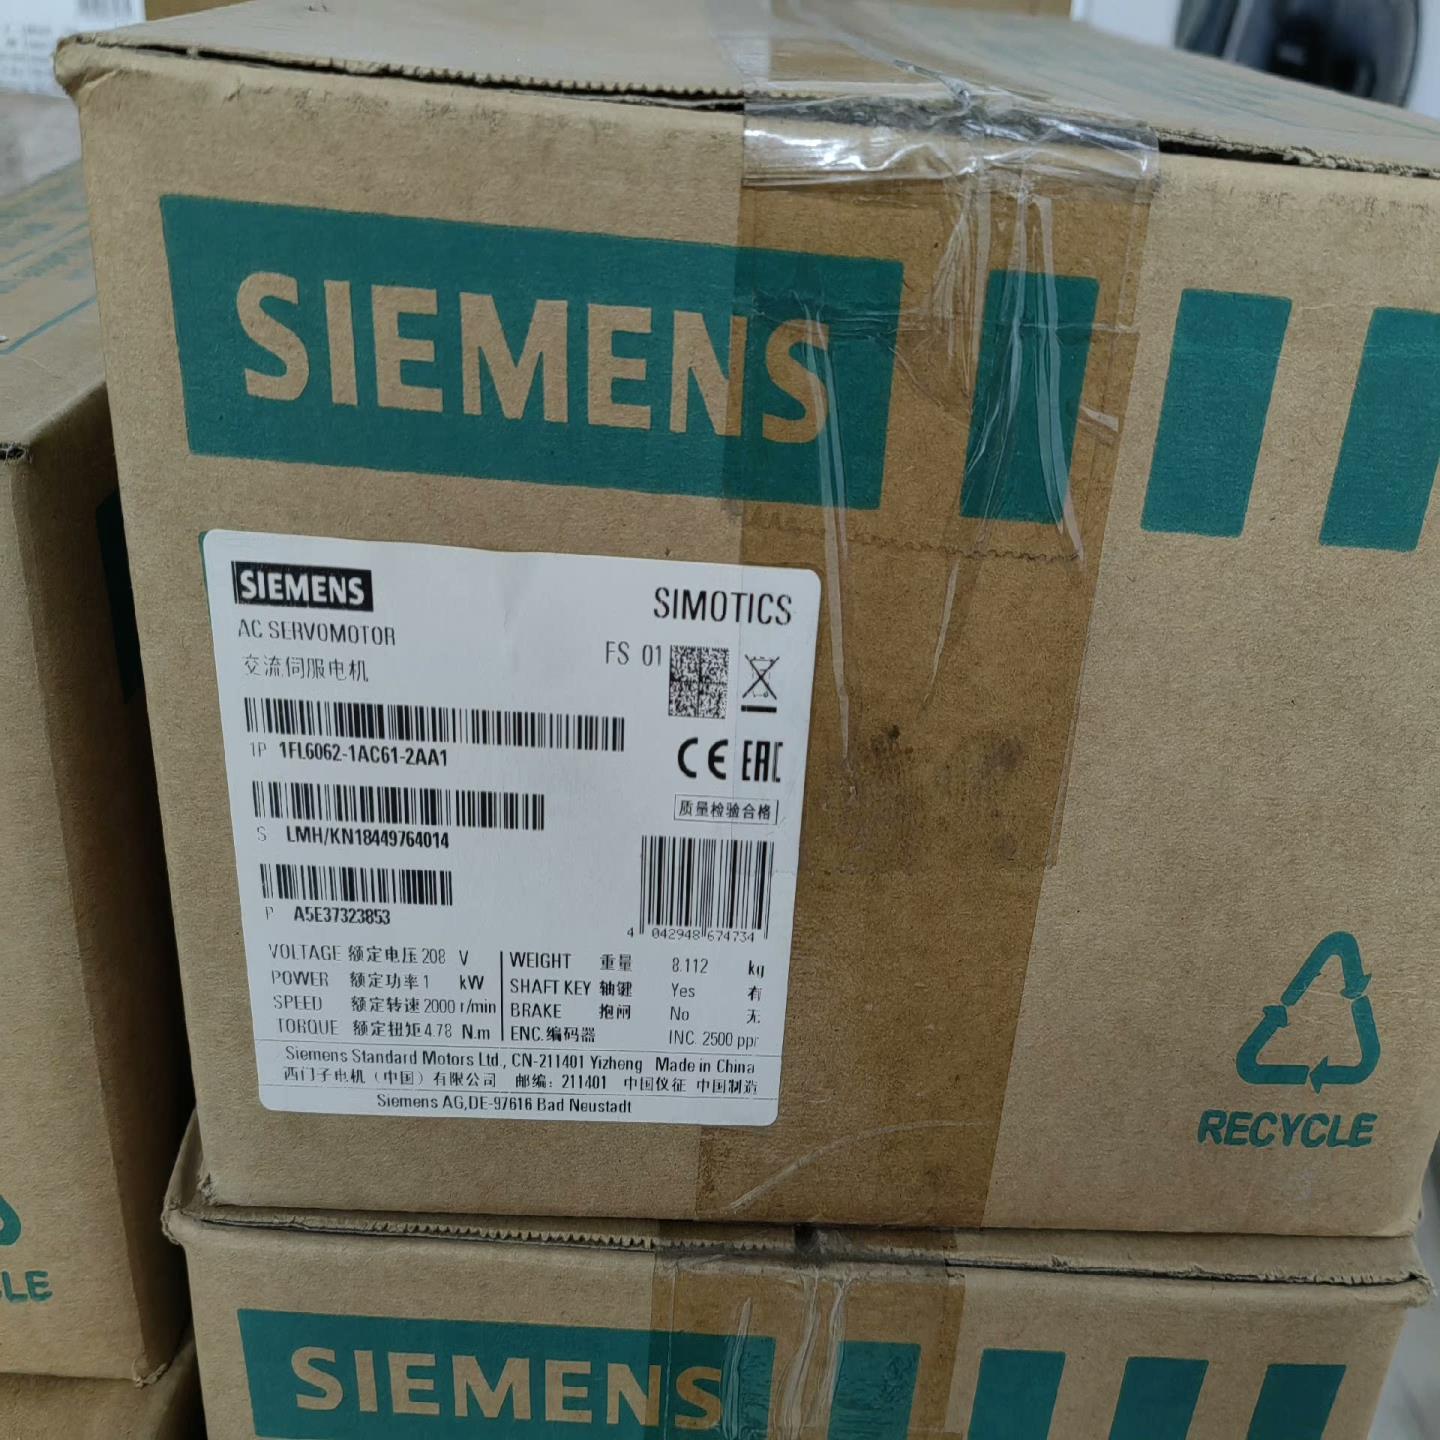 SIEMENS
SIEMENS
SIMOTICS
AC SERVOMOTOR
FS 01
交流伺服电机
1P 1FL6062-1AC61-2AA1
CE EAC
质量检验合格
S LMH/KN18449764014
P A5E37323853
4 042948 674734
VOLTAGE 额定电压 208 V
POWER 额定功率 1 kW
SPEED 额定转速 2000 r/min
TORQUE 额定扭矩 4.78 N.m
WEIGHT 重量 8.112 kg
SHAFT KEY 轴键 Yes 有
BRAKE 抱闸 No 无
ENC.编码器 INC. 2500 ppr
Siemens Standard Motors Ltd., CN-211401 Yizheng Made in China
西门子电机（中国）有限公司 邮编: 211401 中国仪征 中国制造
Siemens AG,DE-97616 Bad Neustadt
RECYCLE
LE
SIEMENS